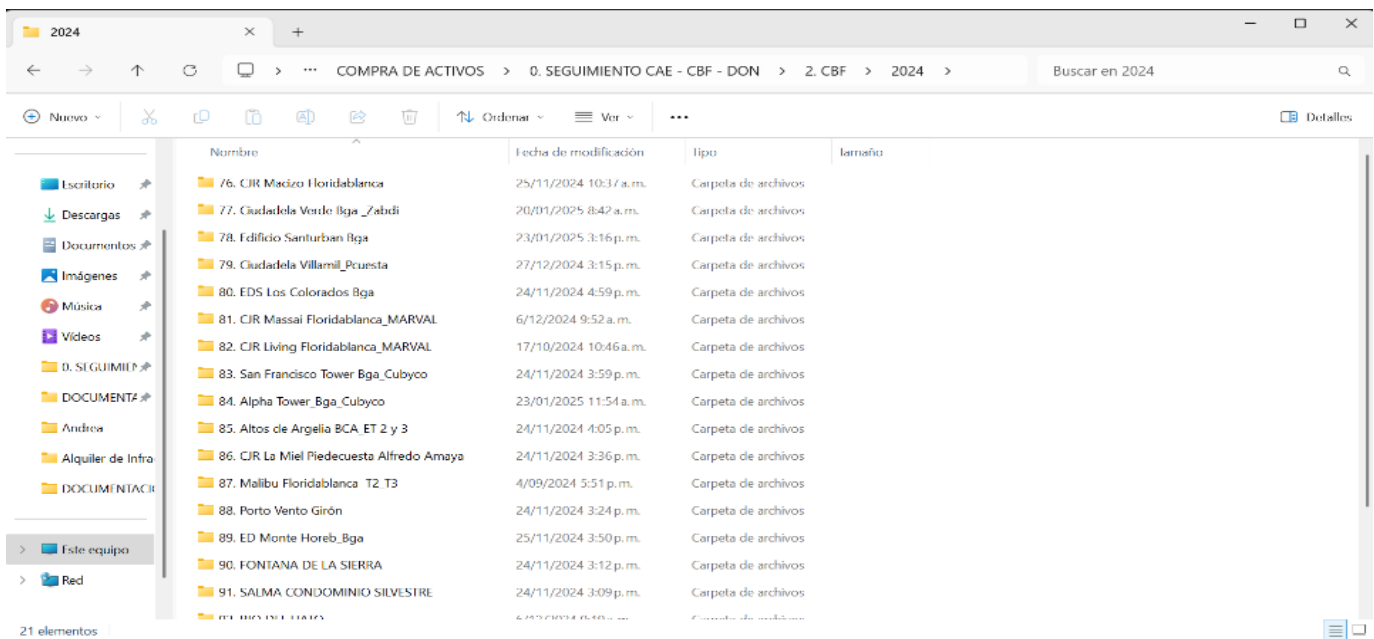 2024
COMPRA DE ACTIVOS > 0. SEGUIMIENTO CAE - CBF - DON > 2. CBF > 2024 >
Buscar en 2024
Nuevo
Ordenar
Ver
Detalles
Nombre Fecha de modificación Tipo Tamaño
Escritorio
Descargas
Documentos
Imágenes
Música
Vídeos
0. SEGUIMIEN
DOCUMENTA
Andrea
Alquiler de Infra
DOCUMENTACIO
Este equipo
Red
76. CJR Macizo Floridablanca 25/11/2024 10:37 a. m. Carpeta de archivos
77. Ciudadela Verde Bga _Zabdi 20/01/2025 8:42 a. m. Carpeta de archivos
78. Edificio Santurban Bga 23/01/2025 3:16 p. m. Carpeta de archivos
79. Ciudadela Villamil_Pcuesta 27/12/2024 3:15 p. m. Carpeta de archivos
80. EDS Los Colorados Bga 24/11/2024 4:59 p. m. Carpeta de archivos
81. CJR Massai Floridablanca_MARVAL 6/12/2024 9:52 a. m. Carpeta de archivos
82. CJR Living Floridablanca_MARVAL 17/10/2024 10:46 a. m. Carpeta de archivos
83. San Francisco Tower Bga_Cubyco 24/11/2024 3:59 p. m. Carpeta de archivos
84. Alpha Tower_Bga_Cubyco 23/01/2025 11:54 a. m. Carpeta de archivos
85. Altos de Argelia BCA_ET 2 y 3 24/11/2024 4:05 p. m. Carpeta de archivos
86. CJR La Miel Piedecuesta Alfredo Amaya 24/11/2024 3:36 p. m. Carpeta de archivos
87. Malibu Floridablanca T2_T3 4/09/2024 5:51 p. m. Carpeta de archivos
88. Porto Vento Girón 24/11/2024 3:24 p. m. Carpeta de archivos
89. ED Monte Horeb_Bga 25/11/2024 3:50 p. m. Carpeta de archivos
90. FONTANA DE LA SIERRA 24/11/2024 3:12 p. m. Carpeta de archivos
91. SALMA CONDOMINIO SILVESTRE 24/11/2024 3:09 p. m. Carpeta de archivos
21 elementos